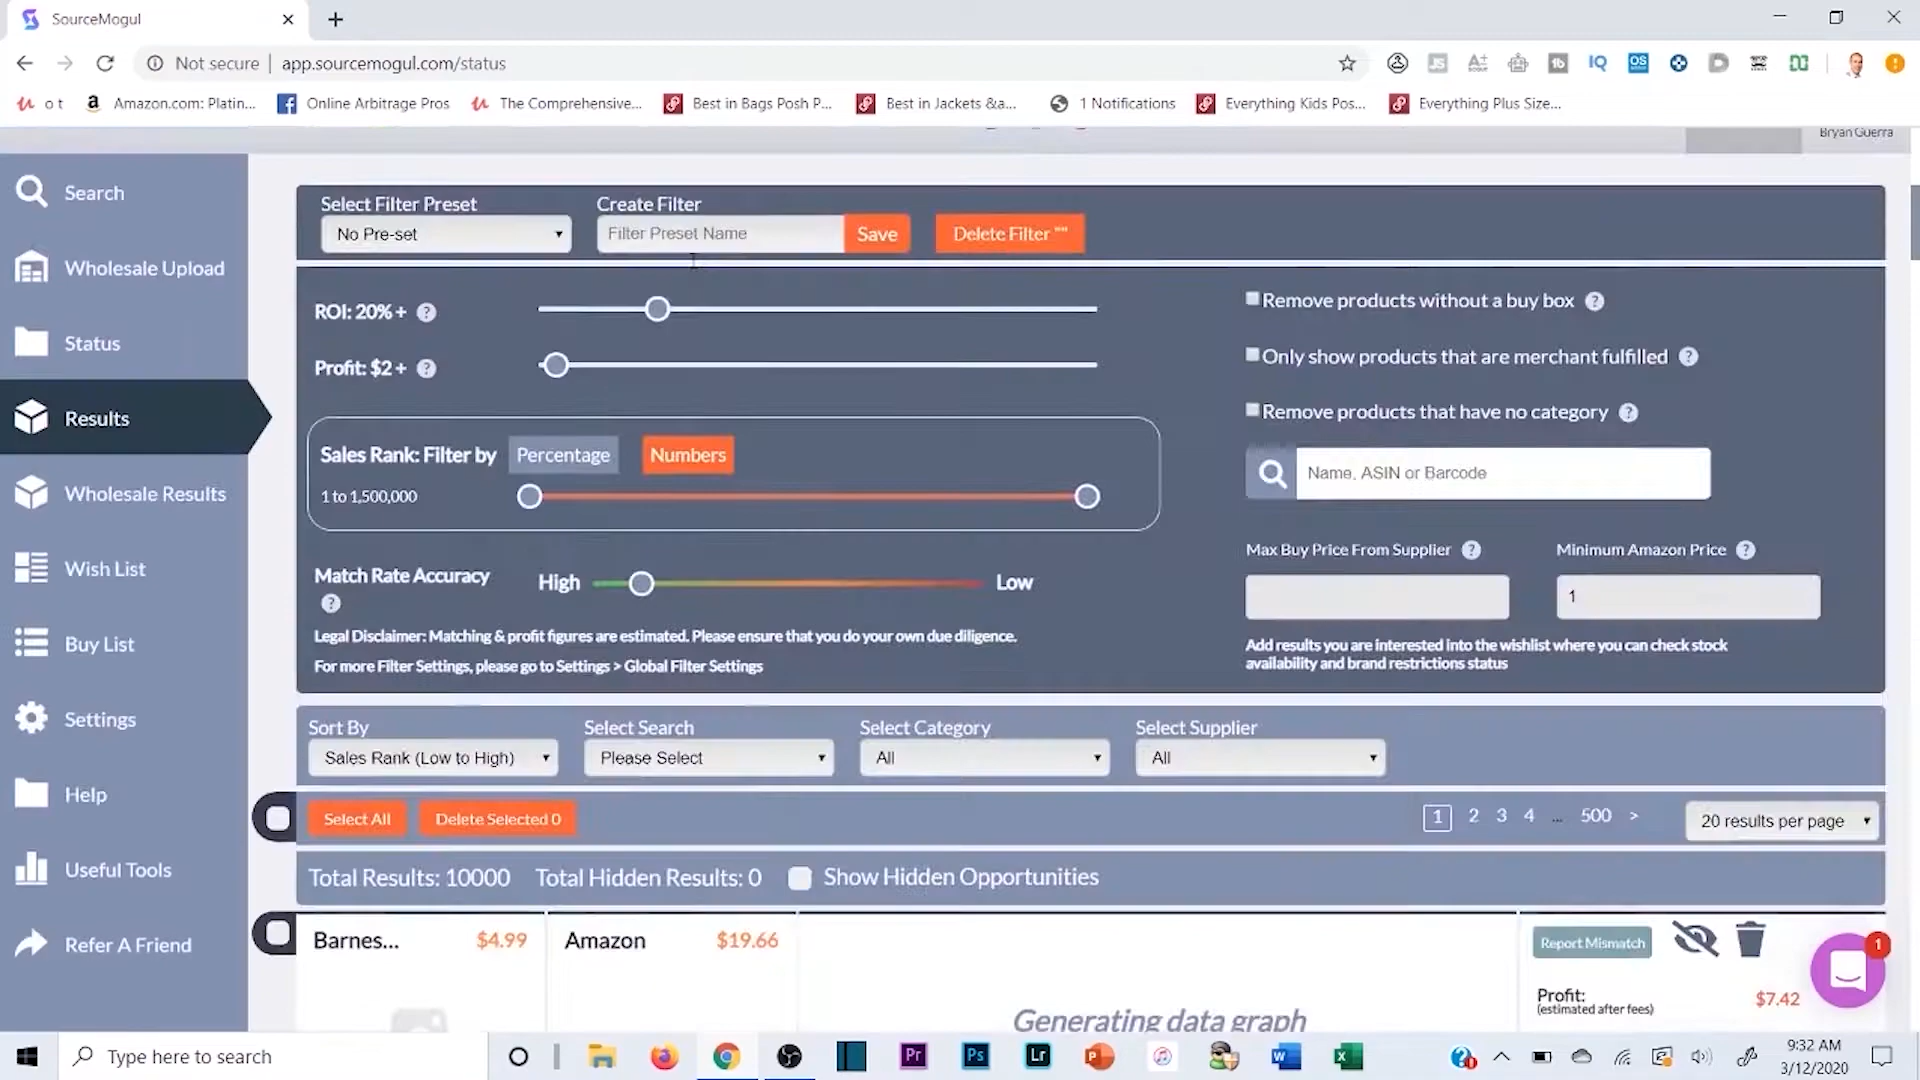 SourceMogul
Not secure | app.sourcemogul.com/status
o t
Amazon.com: Platin...
Online Arbitrage Pros
The Comprehensive...
Best in Bags Posh P...
Best in Jackets &a...
1 Notifications
Everything Kids Pos...
Everything Plus Size...
Bryan Guerra
Search
Wholesale Upload
Status
Results
Wholesale Results
Wish List
Buy List
Settings
Help
Useful Tools
Refer A Friend
Select Filter Preset
No Pre-set
Create Filter
Filter Preset Name
Save
Delete Filter ""
ROI: 20% + ?
Profit: $2 + ?
Sales Rank: Filter by Percentage Numbers
1 to 1,500,000
Match Rate Accuracy
?
High
Low
Legal Disclaimer: Matching & profit figures are estimated. Please ensure that you do your own due diligence.
For more Filter Settings, please go to Settings > Global Filter Settings
Remove products without a buy box ?
Only show products that are merchant fulfilled ?
Remove products that have no category ?
Name, ASIN or Barcode
Max Buy Price From Supplier ?
Minimum Amazon Price ?
1
Add results you are interested into the wishlist where you can check stock
availability and brand restrictions status
Sort By
Sales Rank (Low to High)
Select Search
Please Select
Select Category
All
Select Supplier
All
Select All
Delete Selected 0
1 2 3 4 ... 500 >
20 results per page
Total Results: 10000
Total Hidden Results: 0
Show Hidden Opportunities
Barnes... $4.99
Amazon $19.66
Generating data graph
Report Mismatch
Profit:
(estimated after fees)
$7.42
1
Type here to search
9:32 AM
3/12/2020